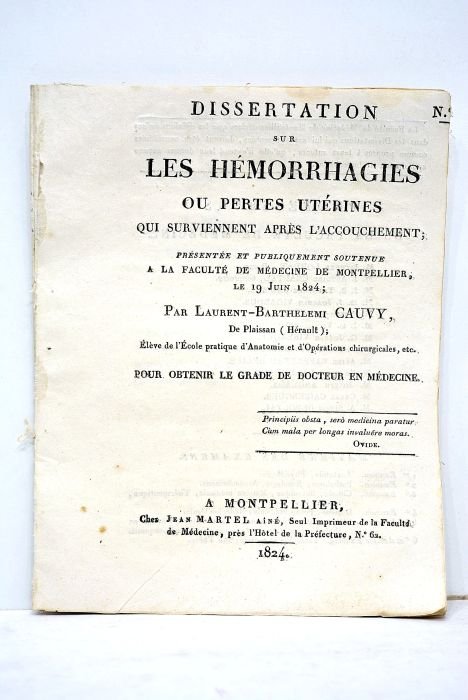 DISSERTATION
N.º
SUR
LES HÉMORRHAGIES
OU PERTES UTÉRINES
QUI SURVIENNENT APRÈS L'ACCOUCHEMENT;
PRÉSENTÉE ET PUBLIQUEMENT SOUTENUE
A LA FACULTÉ DE MÉDECINE DE MONTPELLIER,
LE 19 JUIN 1824;
PAR LAURENT-BARTHELEMI CAUVY,
De Plaissan (Hérault);
Élève de l'École pratique d'Anatomie et d'Opérations chirurgicales, etc.
POUR OBTENIR LE GRADE DE DOCTEUR EN MÉDECINE.
Principiis obsta, serò medicina paratur
Cùm mala per longas invaluére moras.
OVIDE.
A MONTPELLIER,
Chez JEAN MARTEL AÎNÉ, Seul Imprimeur de la Faculté
de Médecine, près l'Hôtel de la Préfecture, N.º 62.
1824.